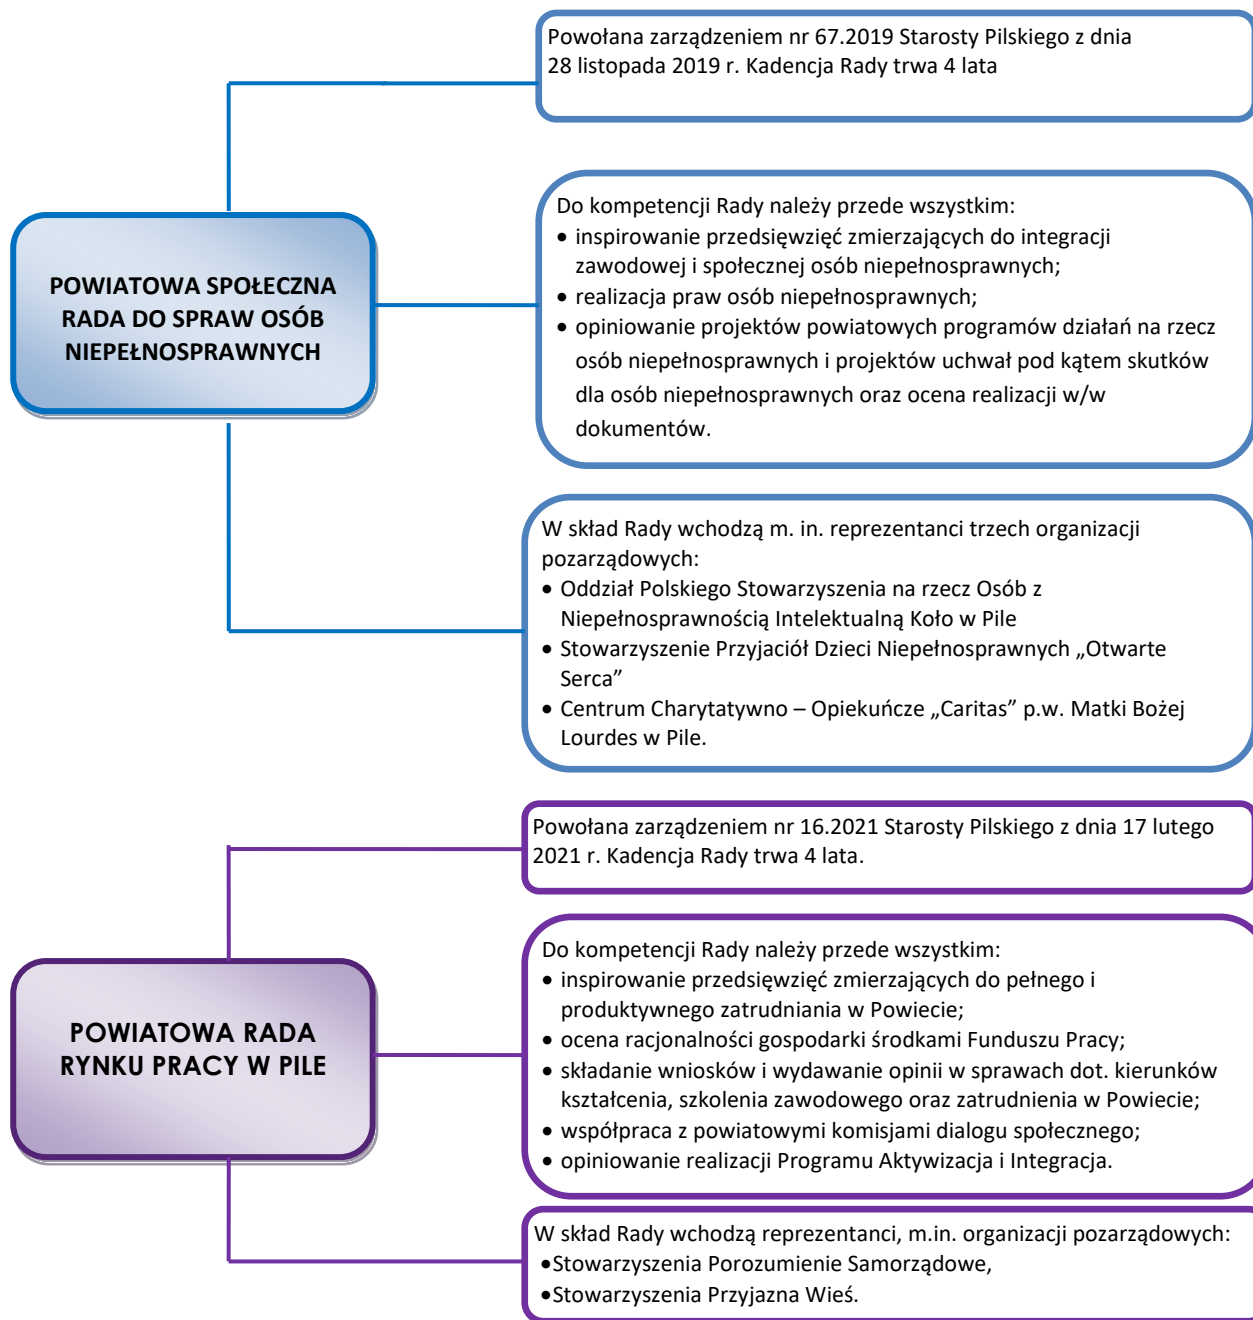 Powołana zarządzeniem nr 67.2019 Starosty Pilskiego z dnia
28 listopada 2019 r. Kadencja Rady trwa 4 lata
POWIATOWA SPOŁECZNA
RADA DO SPRAW OSÓB
NIEPEŁNOSPRAWNYCH
Do kompetencji Rady należy przede wszystkim:
• inspirowanie przedsięwzięć zmierzających do integracji
zawodowej i społecznej osób niepełnosprawnych;
• realizacja praw osób niepełnosprawnych;
• opiniowanie projektów powiatowych programów działań na rzecz
osób niepełnosprawnych i projektów uchwał pod kątem skutków
dla osób niepełnosprawnych oraz ocena realizacji w/w
dokumentów.
W skład Rady wchodzą m. in. reprezentanci trzech organizacji
pozarządowych:
• Oddział Polskiego Stowarzyszenia na rzecz Osób z
Niepełnosprawnością Intelektualną Koło w Pile
• Stowarzyszenie Przyjaciół Dzieci Niepełnosprawnych „Otwarte
Serca”
• Centrum Charytatywno – Opiekuńcze „Caritas” p.w. Matki Bożej
Lourdes w Pile.
Powołana zarządzeniem nr 16.2021 Starosty Pilskiego z dnia 17 lutego
2021 r. Kadencja Rady trwa 4 lata.
POWIATOWA RADA
RYNKU PRACY W PILE
Do kompetencji Rady należy przede wszystkim:
• inspirowanie przedsięwzięć zmierzających do pełnego i
produktywnego zatrudniania w Powiecie;
• ocena racjonalności gospodarki środkami Funduszu Pracy;
• składanie wniosków i wydawanie opinii w sprawach dot. kierunków
kształcenia, szkolenia zawodowego oraz zatrudnienia w Powiecie;
• współpraca z powiatowymi komisjami dialogu społecznego;
• opiniowanie realizacji Programu Aktywizacja i Integracja.
W skład Rady wchodzą reprezentanci, m.in. organizacji pozarządowych:
•Stowarzyszenia Porozumienie Samorządowe,
•Stowarzyszenia Przyjazna Wieś.